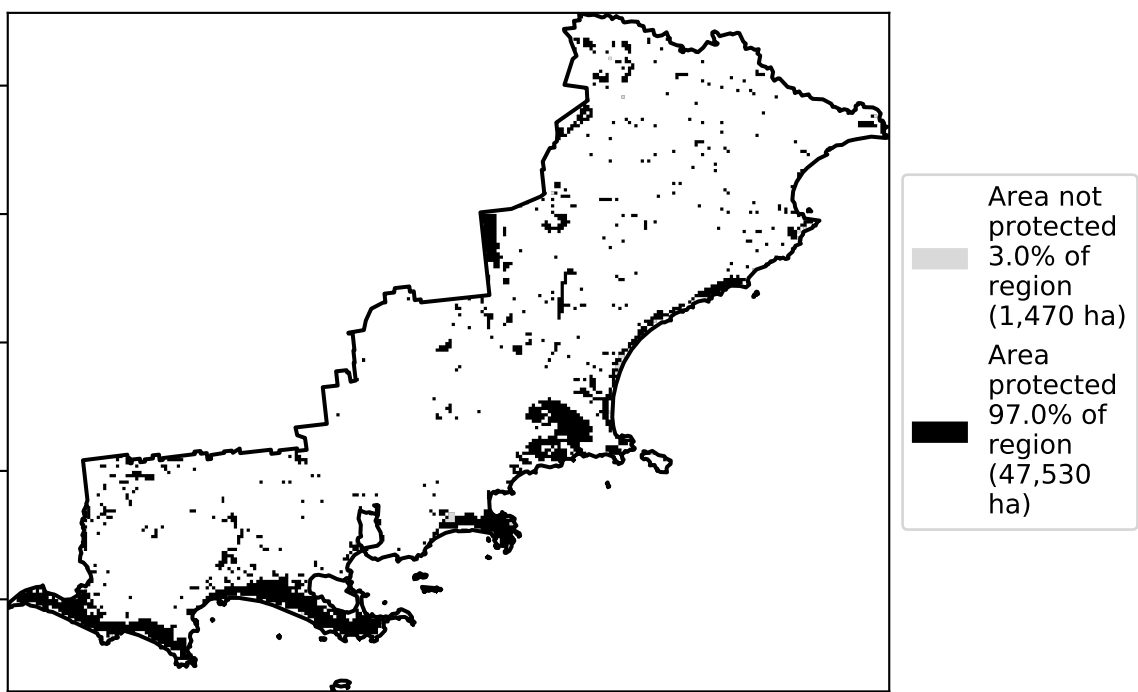 Area not
protected
3.0% of
region
(1,470 ha)
Area
protected
97.0% of
region
(47,530
ha)